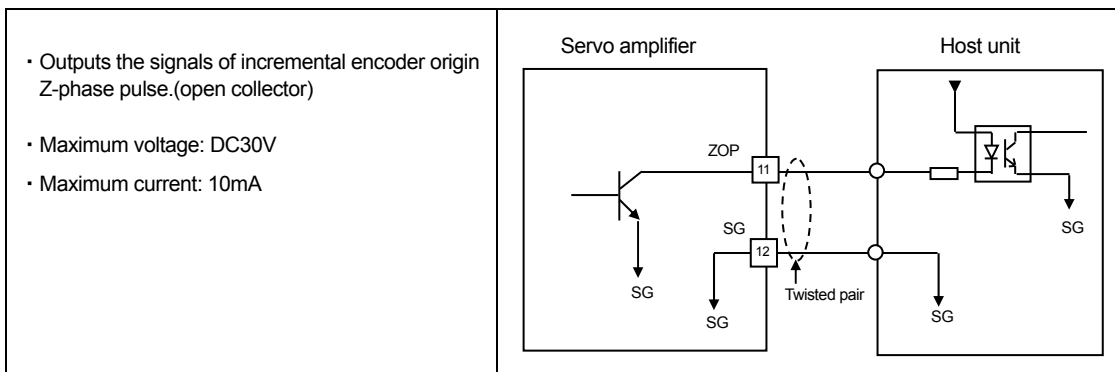 ・Outputs the signals of incremental encoder origin
Z-phase pulse.(open collector)
・Maximum voltage: DC30V
・Maximum current: 10mA
Servo amplifier
Host unit
ZOP
11
SG
12
SG
SG
Twisted pair
SG
SG